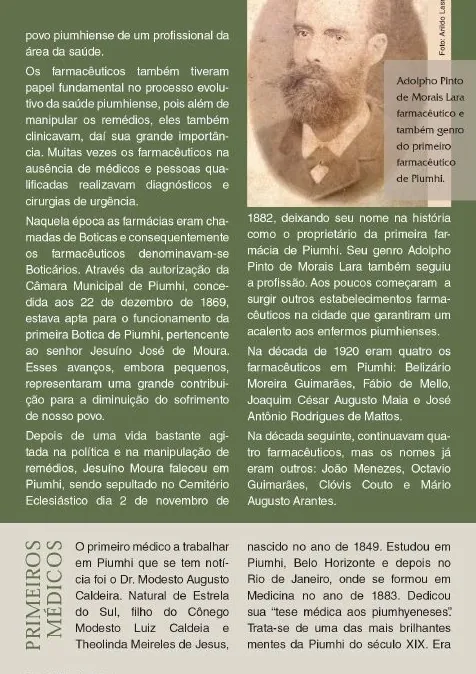 povo piumhiense de um profissional da
área da saúde.
Os farmacêuticos também tiveram
papel fundamental no processo evolu-
tivo da saúde piumhiense, pois além de
manipular os remédios, eles também
clinicavam, daí sua grande importân-
cia. Muitas vezes os farmacêuticos na
ausência de médicos e pessoas qua-
lificadas realizavam diagnósticos e
cirurgias de urgência.
Naquela época as farmácias eram cha-
madas de Boticas e consequentemente
os farmacêuticos denominavam-se
Boticários. Através da autorização da
Câmara Municipal de Piumhi, conce-
dida aos 22 de dezembro de 1869,
estava apta para o funcionamento da
primeira Botica de Piumhi, pertencente
ao senhor Jesuíno José de Moura.
Esses avanços, embora pequenos,
representaram uma grande contribui-
ção para a diminuição do sofrimento
de nosso povo.
Depois de uma vida bastante agi-
tada na política e na manipulação de
remédios, Jesuíno Moura faleceu em
Piumhi, sendo sepultado no Cemitério
Eclesiástico dia 2 de novembro de
Foto: Arildo
Adolpho Pinto
de Morais Lara
farmacêutico e
também genro
do primeiro
farmacêutico
de Piumhi.
1882, deixando seu nome na história
como o proprietário da primeira far-
mácia de Piumhi. Seu genro Adolpho
Pinto de Morais Lara também seguiu
a profissão. Aos poucos começaram a
surgir outros estabelecimentos farma-
cêuticos na cidade que garantiram um
acalento aos enfermos piumhienses.
Na década de 1920 eram quatro os
farmacêuticos em Piumhi: Belizário
Moreira Guimarães, Fábio de Mello,
Joaquim César Augusto Maia e José
Antônio Rodrigues de Mattos.
Na década seguinte, continuavam qua-
tro farmacêuticos, mas os nomes já
eram outros: João Menezes, Octavio
Guimarães, Clóvis Couto e Mário
Augusto Arantes.
PRIMEIROS
MÉDICOS
O primeiro médico a trabalhar
em Piumhi que se tem notí-
cia foi o Dr. Modesto Augusto
Caldeira. Natural de Estrela
do Sul, filho do Cônego
Modesto Luiz Caldeia e
Theolinda Meireles de Jesus,
nascido no ano de 1849. Estudou em
Piumhi, Belo Horizonte e depois no
Rio de Janeiro, onde se formou em
Medicina no ano de 1883. Dedicou
sua “tese médica aos piumhyeneses”.
Trata-se de uma das mais brilhantes
mentes da Piumhi do século XIX. Era